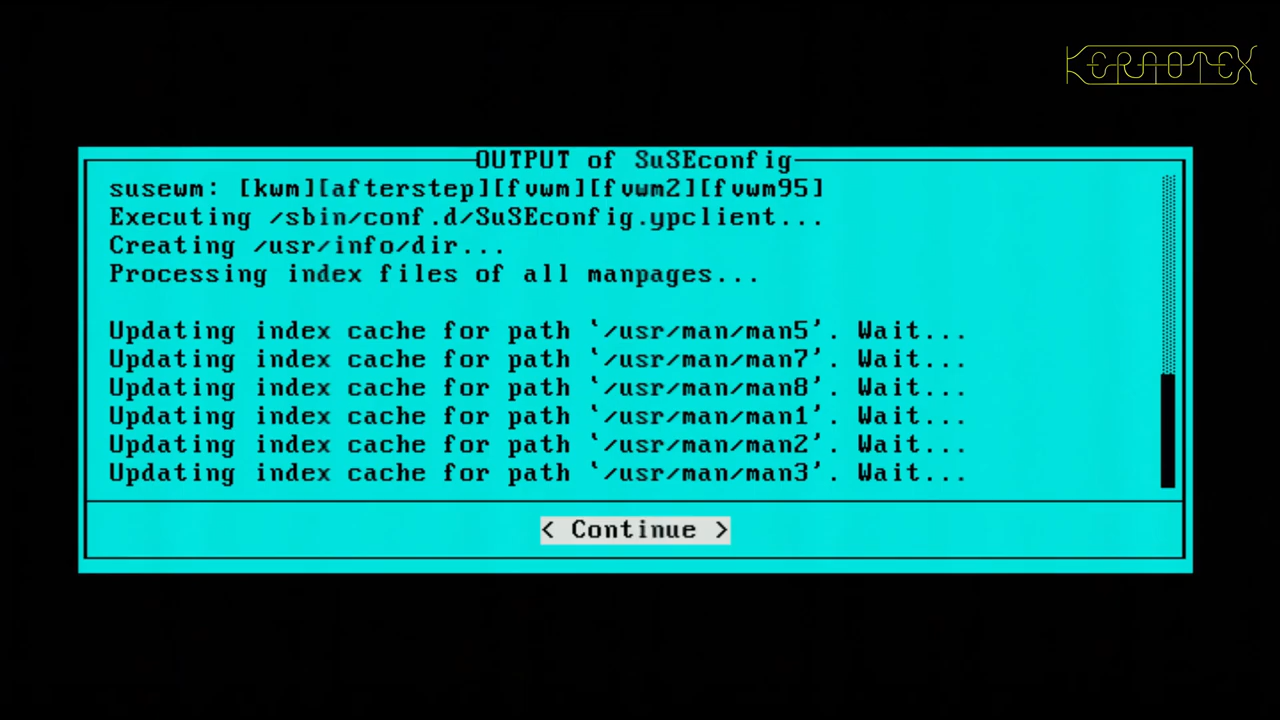 KERNOTEX
OUTPUT of SuSEconfig
susewm: [kwm][afterstep][fvwm][fvwm2][fvwm95]
Executing /sbin/conf.d/SuSEconfig.ypclient...
Creating /usr/info/dir...
Processing index files of all manpages...
Updating index cache for path `/usr/man/man5'. Wait...
Updating index cache for path `/usr/man/man7'. Wait...
Updating index cache for path `/usr/man/man8'. Wait...
Updating index cache for path `/usr/man/man1'. Wait...
Updating index cache for path `/usr/man/man2'. Wait...
Updating index cache for path `/usr/man/man3'. Wait...
< Continue >